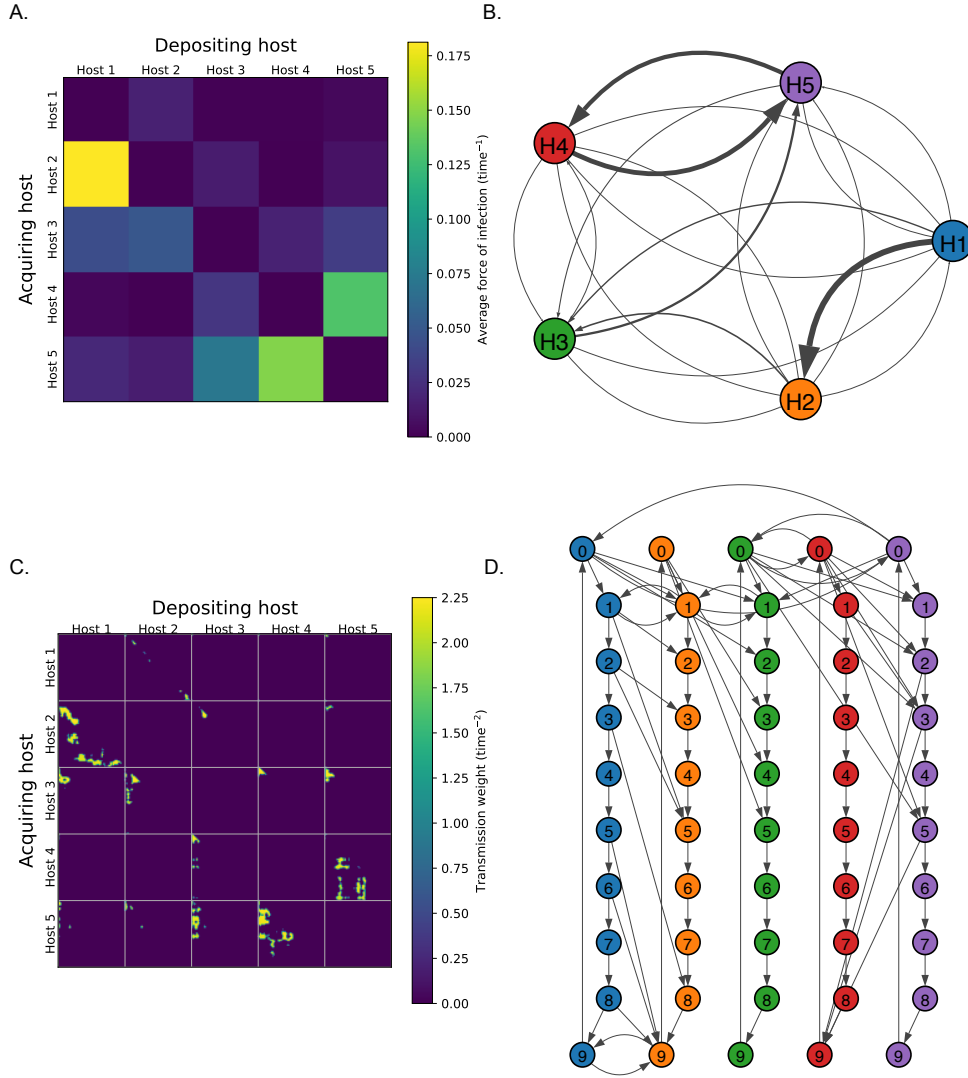 A.
Depositing host
Host 1 Host 2 Host 3 Host 4 Host 5
Acquiring host
Host 1
Host 2
Host 3
Host 4
Host 5
0.175
0.150
0.125
0.100
0.075
0.050
0.025
0.000
Average force of infection (time⁻¹)
B.
H5
H4
H1
H3
H2
C.
Depositing host
Host 1 Host 2 Host 3 Host 4 Host 5
Acquiring host
Host 1
Host 2
Host 3
Host 4
Host 5
2.25
2.00
1.75
1.50
1.25
1.00
0.75
0.50
0.25
0.00
Transmission weight (time⁻²)
D.
0 0 0 0 0
1 1 1 1 1
2 2 2 2 2
3 3 3 3 3
4 4 4 4 4
5 5 5 5 5
6 6 6 6 6
7 7 7 7 7
8 8 8 8 8
9 9 9 9 9